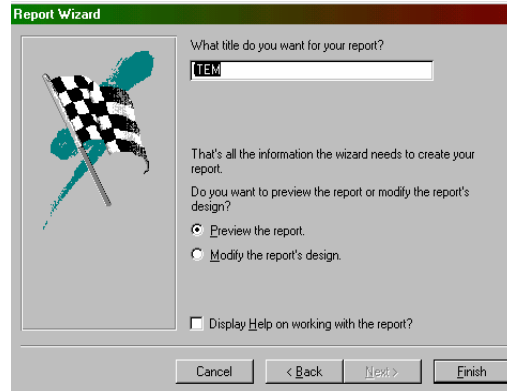 Report Wizard
What title do you want for your report?
ITEM
That's all the information the wizard needs to create your
report.
Do you want to preview the report or modify the report's
design?
Preview the report.
Modify the report's design.
Display Help on working with the report?
Cancel < Back Next > Finish